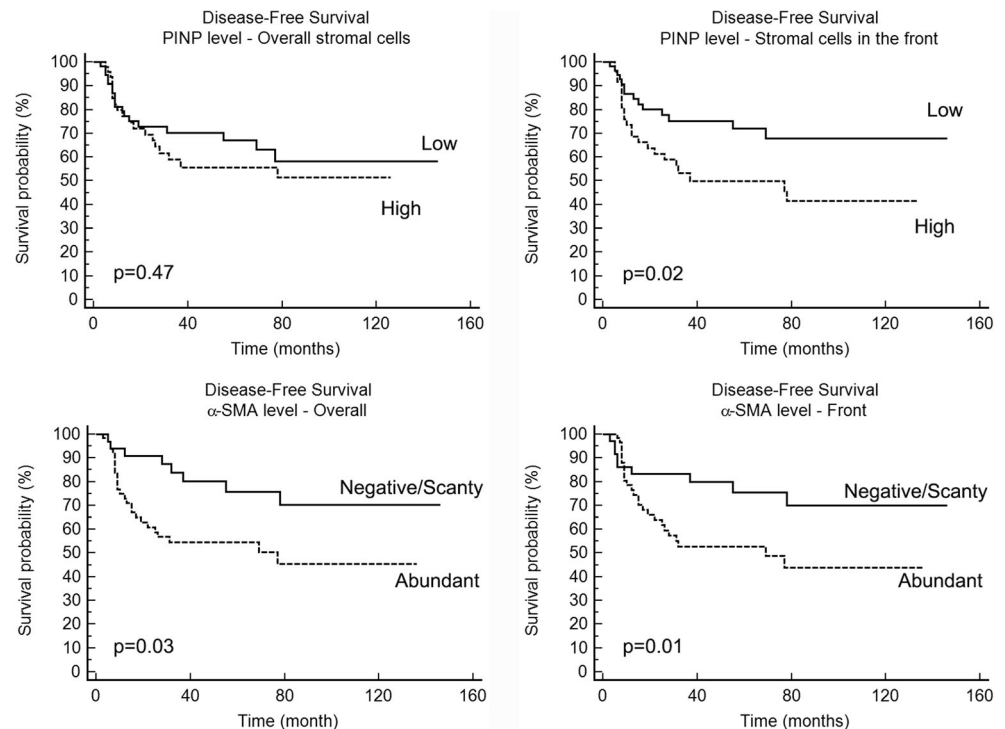 Disease-Free Survival
PINP level - Overall stromal cells
Survival probability (%)
100
90
80
70
60
50
40
30
20
10
0
Low
High
p=0.47
0 40 80 120 160
Time (months)
Disease-Free Survival
PINP level - Stromal cells in the front
Survival probability (%)
100
90
80
70
60
50
40
30
20
10
0
Low
High
p=0.02
0 40 80 120 160
Time (months)
Disease-Free Survival
α-SMA level - Overall
Survival probability (%)
100
90
80
70
60
50
40
30
20
10
0
Negative/Scanty
Abundant
p=0.03
0 40 80 120 160
Time (month)
Disease-Free Survival
α-SMA level - Front
Survival probability (%)
100
90
80
70
60
50
40
30
20
10
0
Negative/Scanty
Abundant
p=0.01
0 40 80 120 160
Time (months)